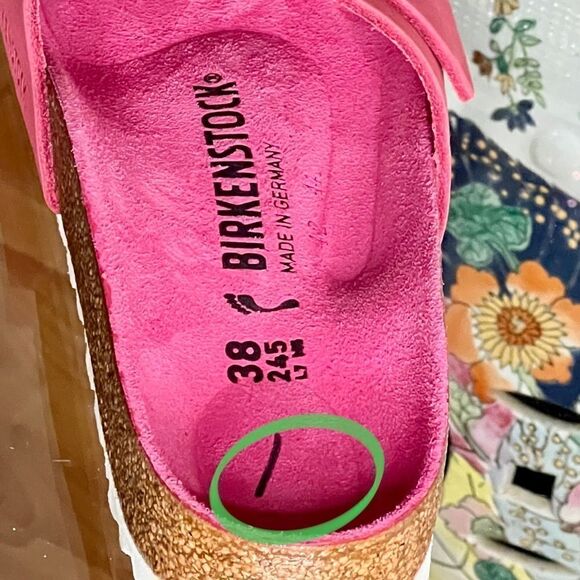 BIRKENSTOCK®
MADE IN GERMANY
38
245
L7 M5